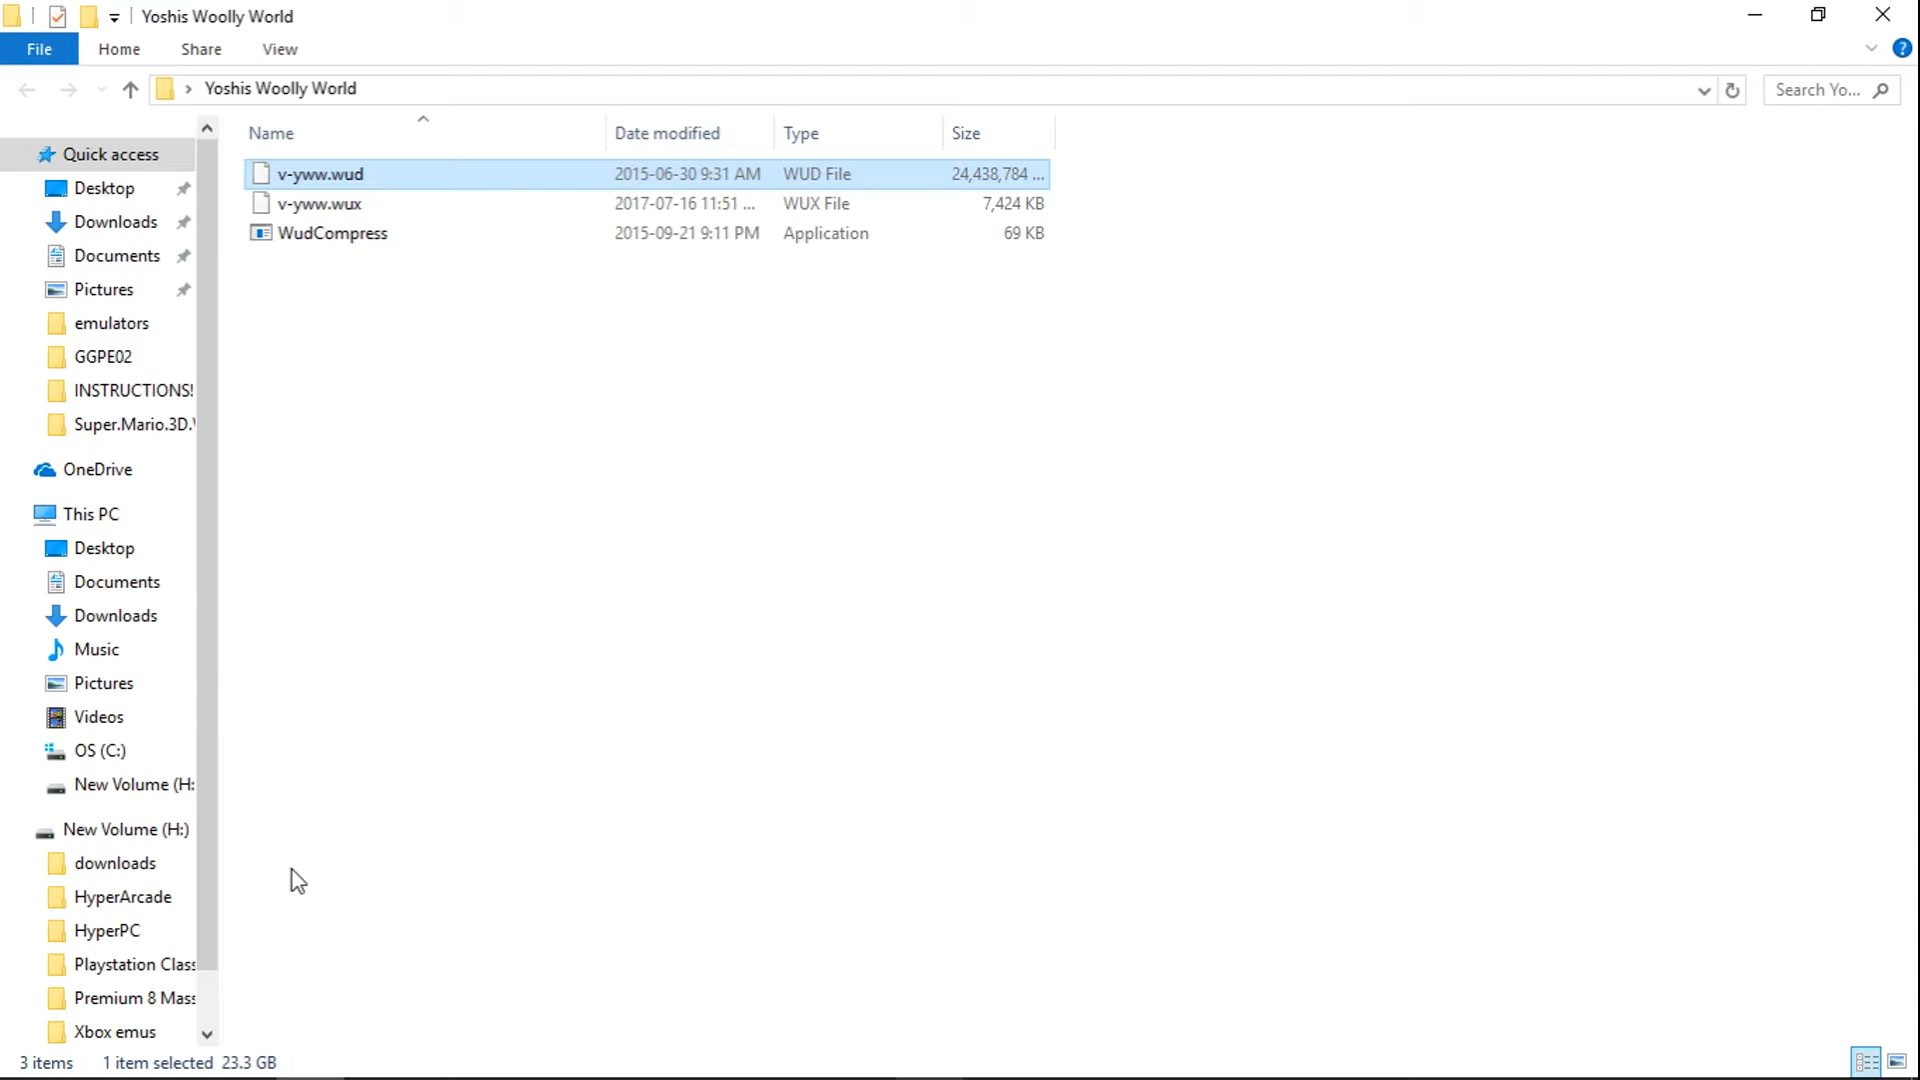 Yoshis Woolly World
File Home Share View
Yoshis Woolly World
Search Yo...
Name Date modified Type Size
v-yww.wud 2015-06-30 9:31 AM WUD File 24,438,784 ...
v-yww.wux 2017-07-16 11:51 ... WUX File 7,424 KB
WudCompress 2015-09-21 9:11 PM Application 69 KB
Quick access
Desktop
Downloads
Documents
Pictures
emulators
GGPE02
INSTRUCTIONS!
Super.Mario.3D.
OneDrive
This PC
Desktop
Documents
Downloads
Music
Pictures
Videos
OS (C:)
New Volume (H:
New Volume (H:)
downloads
HyperArcade
HyperPC
Playstation Class
Premium 8 Mass
Xbox emus
3 items 1 item selected 23.3 GB